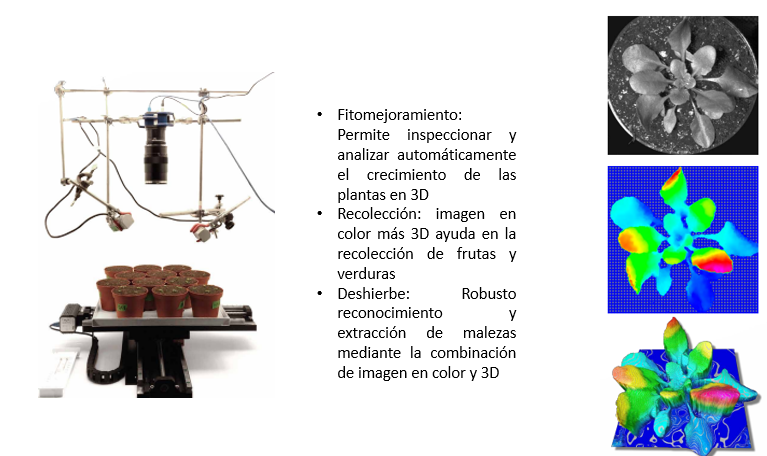 • Fitomejoramiento:
Permite inspeccionar y
analizar automáticamente
el crecimiento de las
plantas en 3D
• Recolección: imagen en
color más 3D ayuda en la
recolección de frutas y
verduras
• Deshierbe: Robusto
reconocimiento y
extracción de malezas
mediante la combinación
de imagen en color y 3D